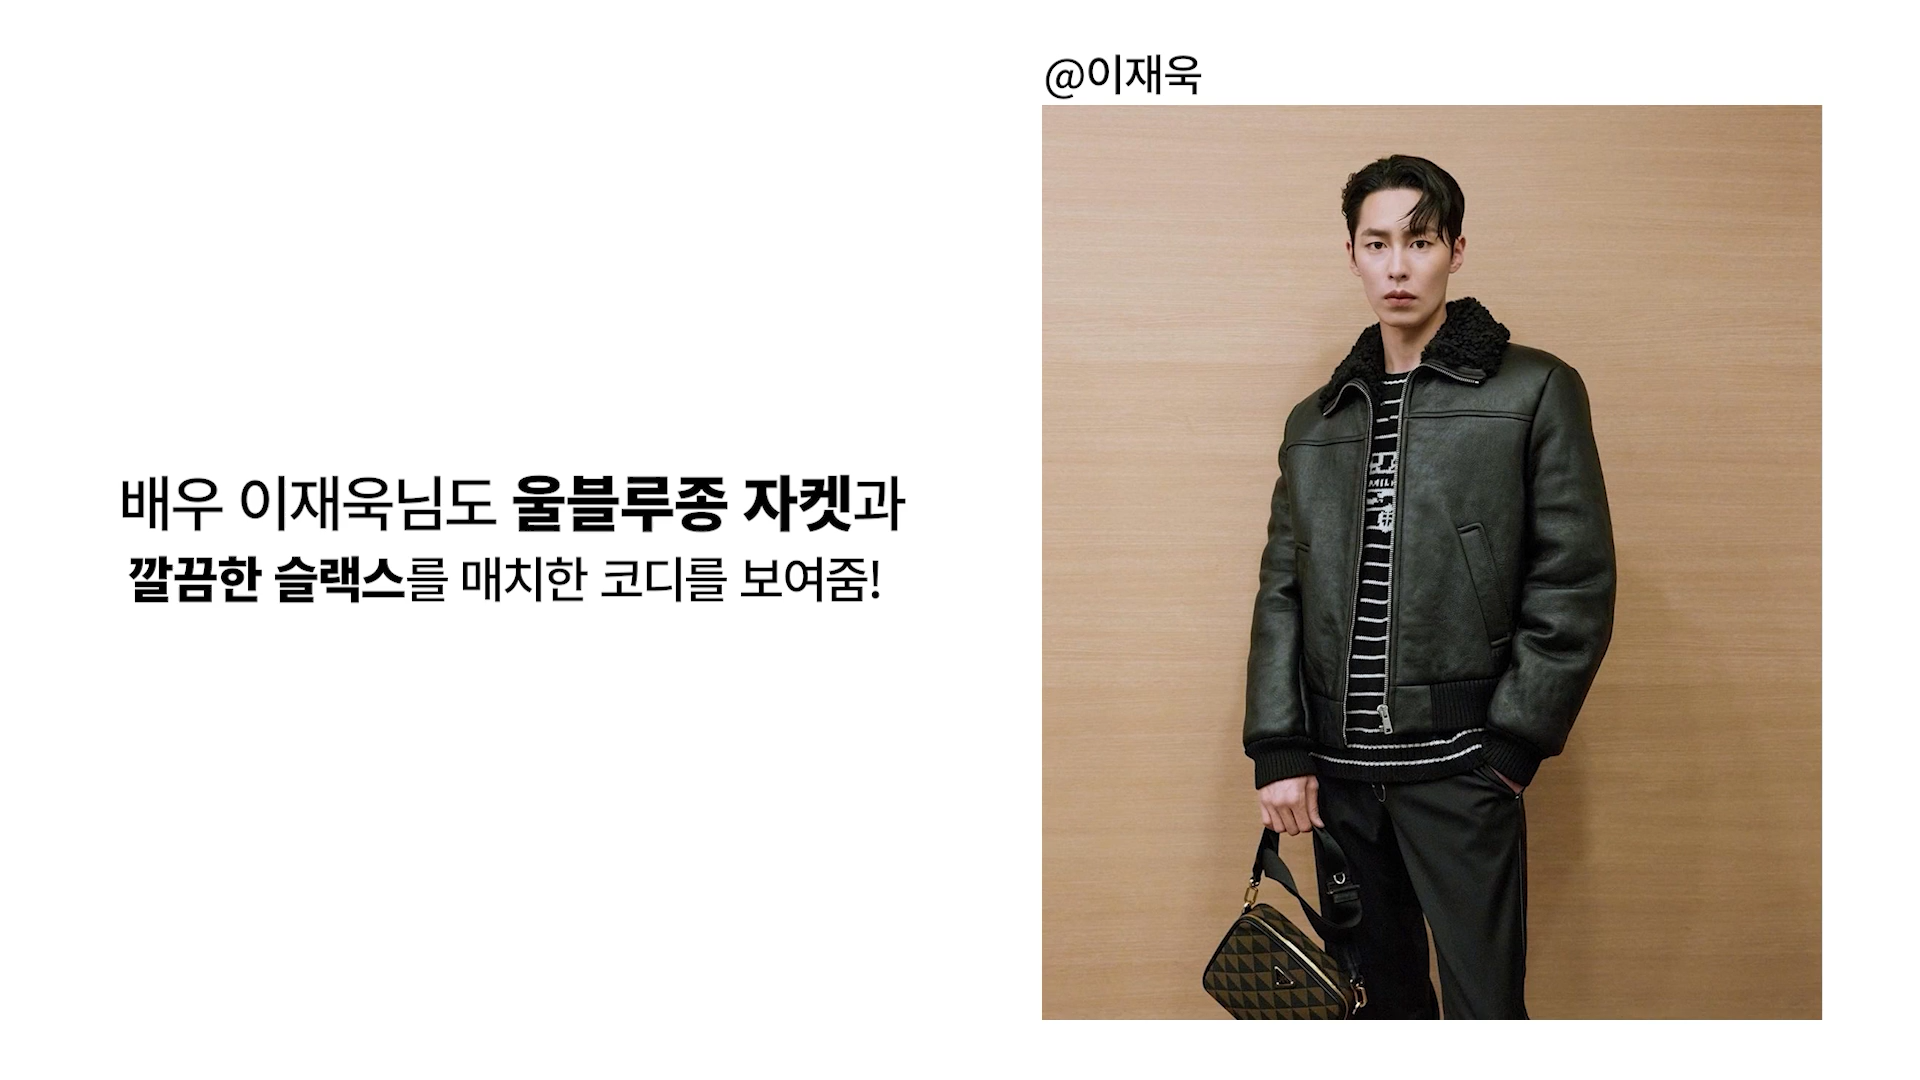 @이재욱
배우 이재욱님도 울블루종 자켓과
깔끔한 슬랙스를 매치한 코디를 보여줌!